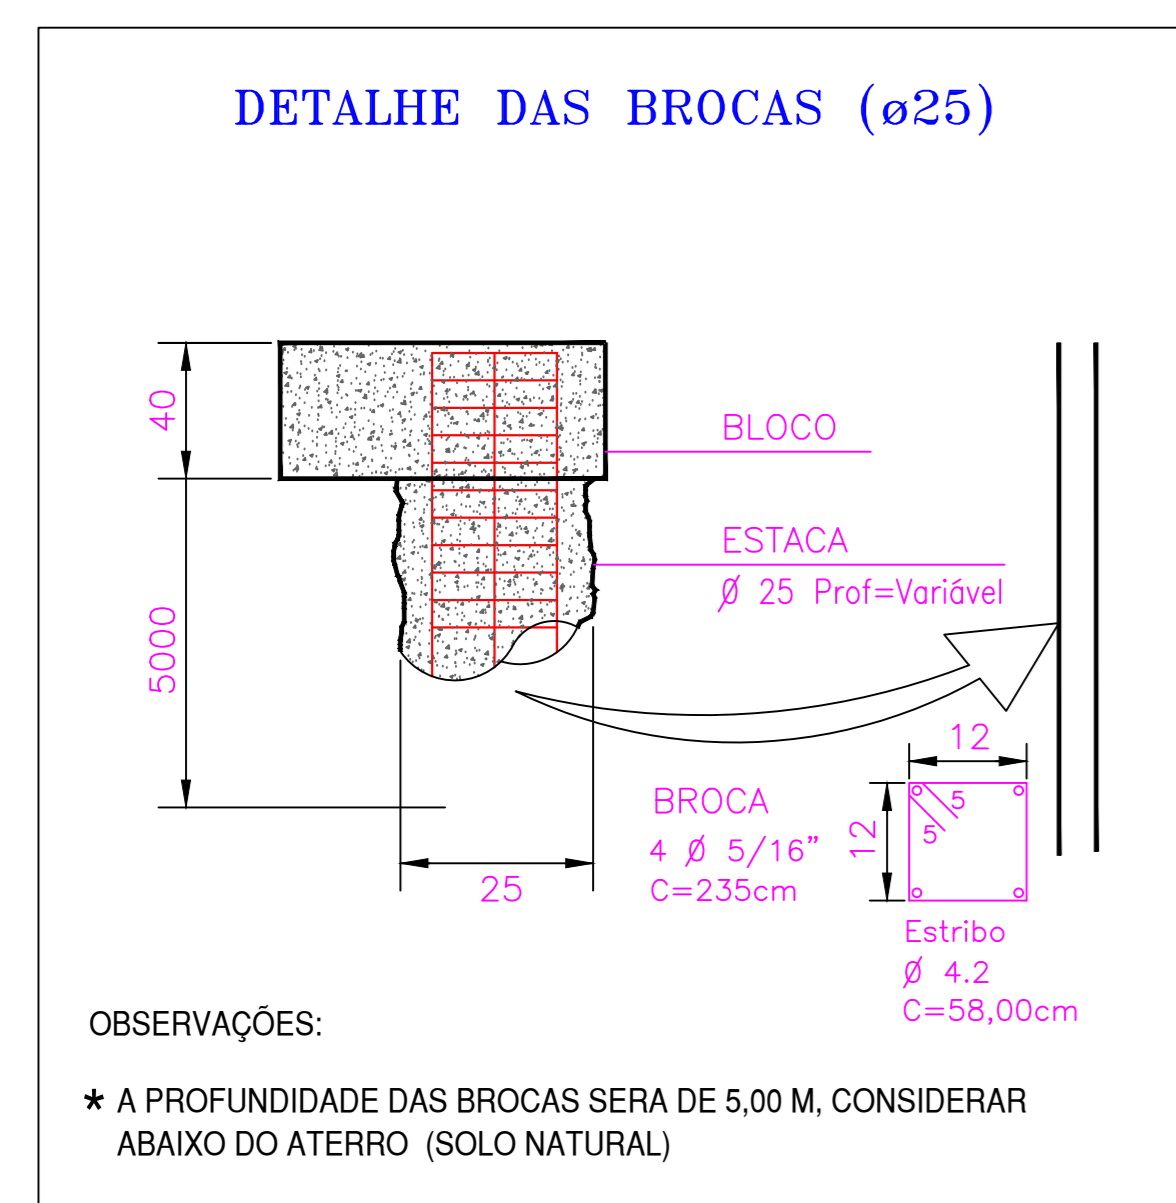 DETALHE DAS BROCAS (ø25)
40
BLOCO
ESTACA
Ø 25 Prof=Variável
5000
12
BROCA
4 Ø 5/16”
C=235cm
12
5
5
25
Estribo
Ø 4.2
C=58,00cm
OBSERVAÇÕES:
* A PROFUNDIDADE DAS BROCAS SERA DE 5,00 M, CONSIDERAR
ABAIXO DO ATERRO (SOLO NATURAL)